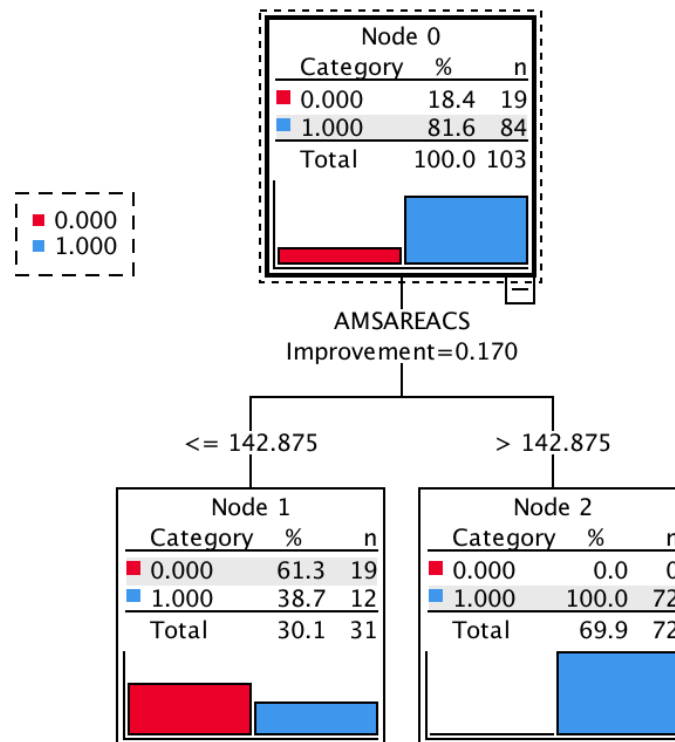 Node 0
Category % n
0.000 18.4 19
1.000 81.6 84
Total 100.0 103
0.000
1.000
AMSAREACS
Improvement=0.170
<= 142.875
> 142.875
Node 1
Category % n
0.000 61.3 19
1.000 38.7 12
Total 30.1 31
Node 2
Category % n
0.000 0.0 0
1.000 100.0 72
Total 69.9 72